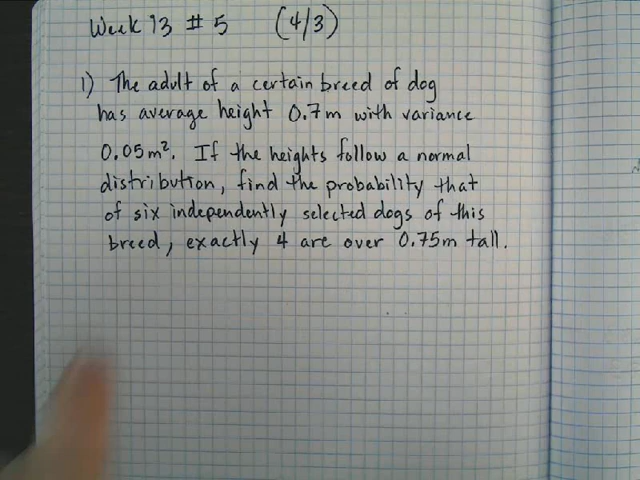 Week 13 # 5 (4/3)
1) The adult of a certain breed of dog
has average height 0.7m with variance
0.05m². If the heights follow a normal
distribution, find the probability that
of six independently selected dogs of this
breed, exactly 4 are over 0.75m tall.